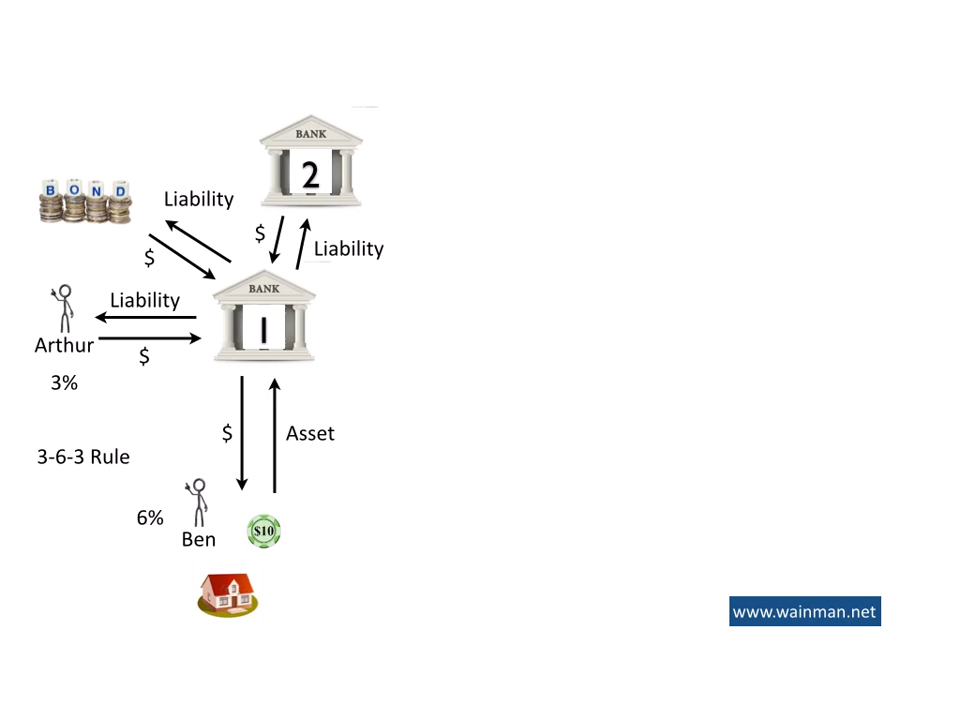 BANK
2
BOND
Liability
$
Liability
$
BANK
1
Liability
Arthur
$
3%
$
Asset
3-6-3 Rule
6%
$10
Ben
www.wainman.net